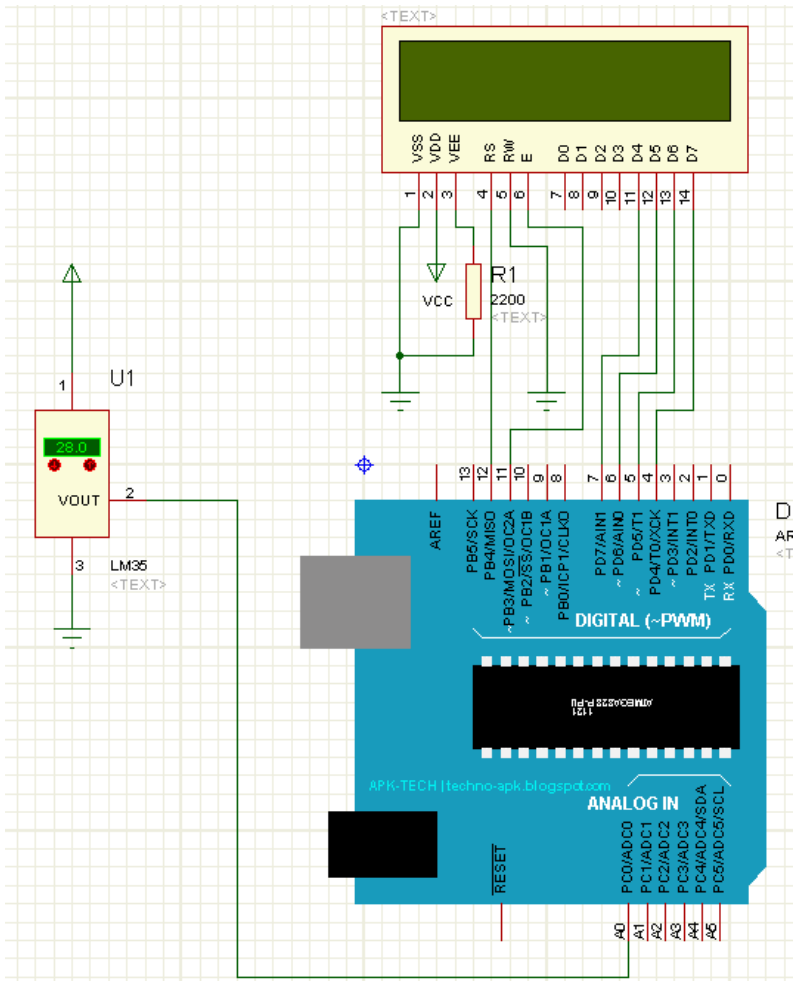 <TEXT>
VSS VDD VEE RS RW E D0 D1 D2 D3 D4 D5 D6 D7
1 2 3 4 5 6 7 8 9 10 11 12 13 14
R1
VCC 2200
<TEXT>
U1
1
28.0
VOUT 2
3 LM35
<TEXT>
13 12 11 10 9 8 7 6 5 4 3 2 1 0
AREF
PB5/SCK
PB4/MISO
~PB3/MOSI/OC2A
~PB2/SS/OC1B
~PB1/OC1A
PB0/ICP1/CLKO
PD7/AIN1
~PD6/AIN0
~PD5/T1
PD4/T0/XCK
~PD3/INT1
PD2/INT0
TX PD1/TXD
RX PD0/RXD
D
AR
<T
DIGITAL (~PWM)
ATMEGA328P-PU
1121
APK-TECH | techno-apk.blogspot.com
ANALOG IN
RESET
PC0/ADC0
PC1/ADC1
PC2/ADC2
PC3/ADC3
PC4/ADC4/SDA
PC5/ADC5/SCL
A0 A1 A2 A3 A4 A5